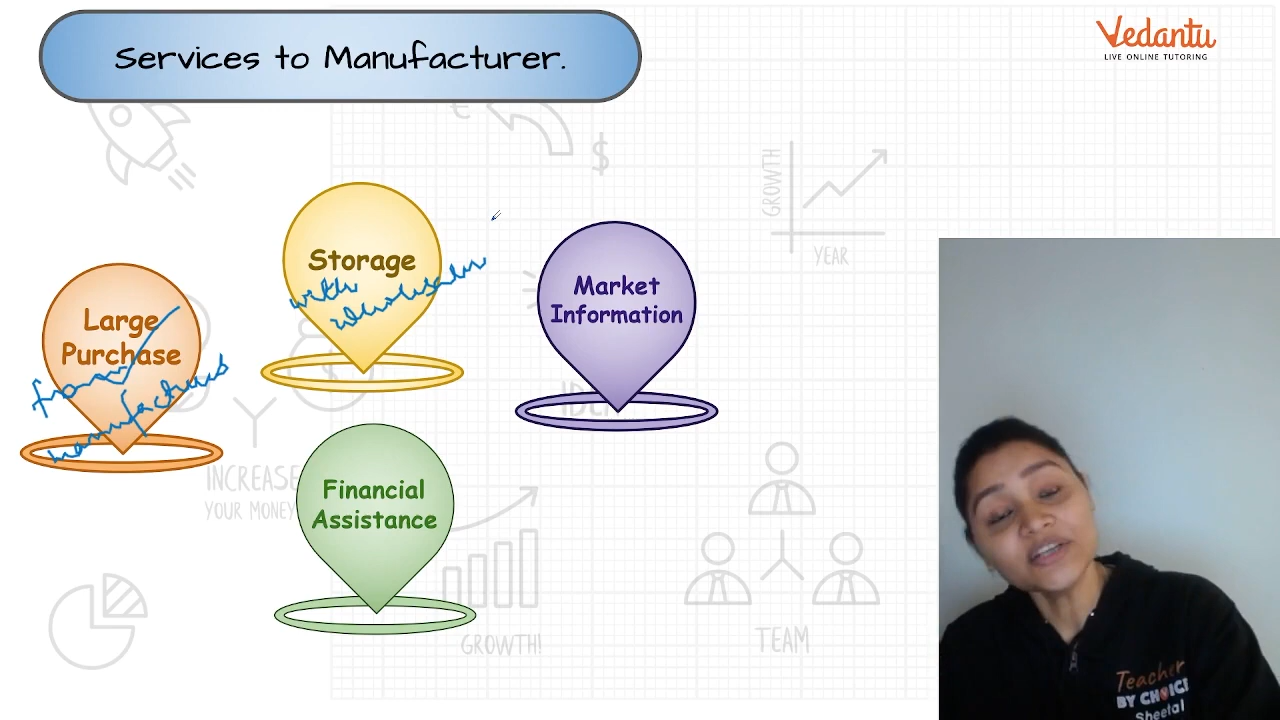 Services to Manufacturer.
Vedantu
LIVE ONLINE TUTORING
€
$
GROWTH
YEAR
Storage
with
wholesaler
Market
Information
Large
Purchase
from
manufacturers
INCREASE
YOUR MONEY
$
Financial
Assistance
GROWTH!
TEAM
Teacher
BY CHOICE
Sheetal